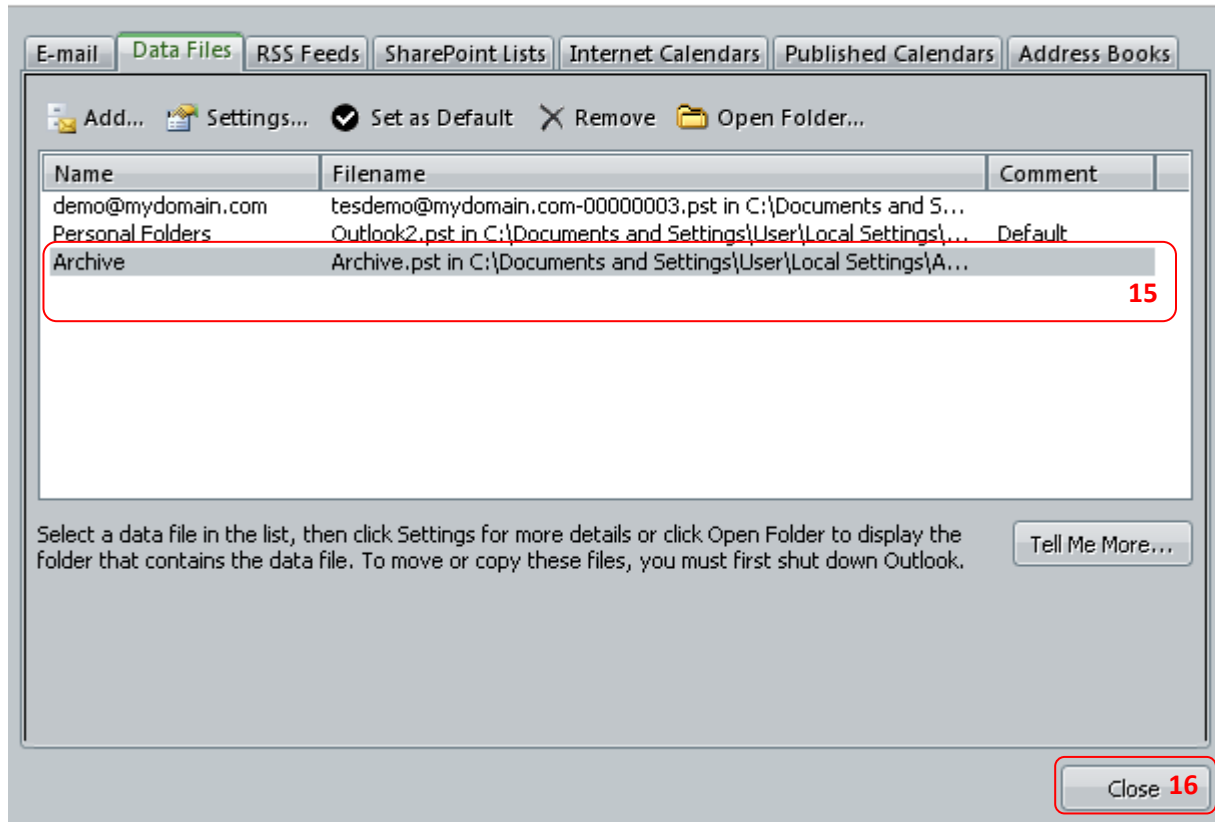 E-mail Data Files RSS Feeds SharePoint Lists Internet Calendars Published Calendars Address Books
Add... Settings... Set as Default Remove Open Folder...
Name Filename Comment
demo@mydomain.com tesdemo@mydomain.com-00000003.pst in C:\Documents and S...
Personal Folders Outlook2.pst in C:\Documents and Settings\User\Local Settings\... Default
Archive Archive.pst in C:\Documents and Settings\User\Local Settings\A...
15
Select a data file in the list, then click Settings for more details or click Open Folder to display the
folder that contains the data file. To move or copy these files, you must first shut down Outlook.
Tell Me More...
Close 16